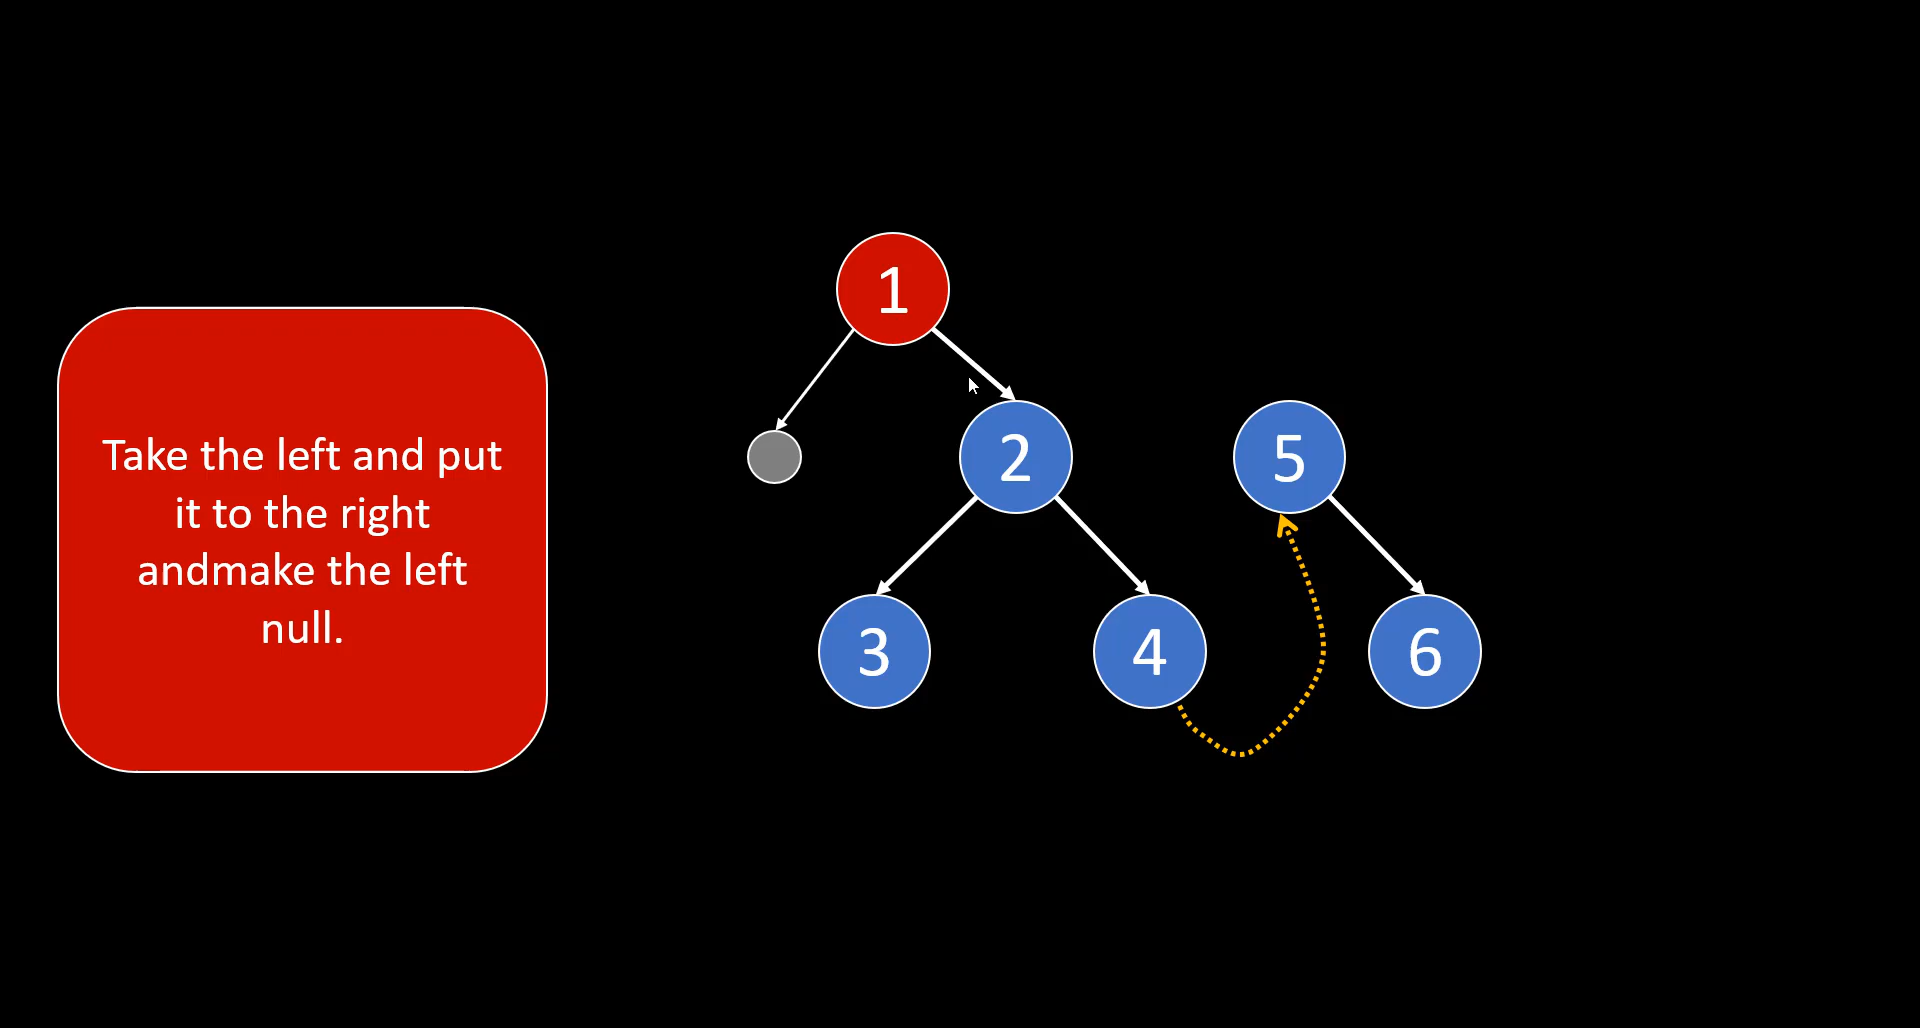 1
Take the left and put
it to the right
andmake the left
null.
2
5
3
4
6